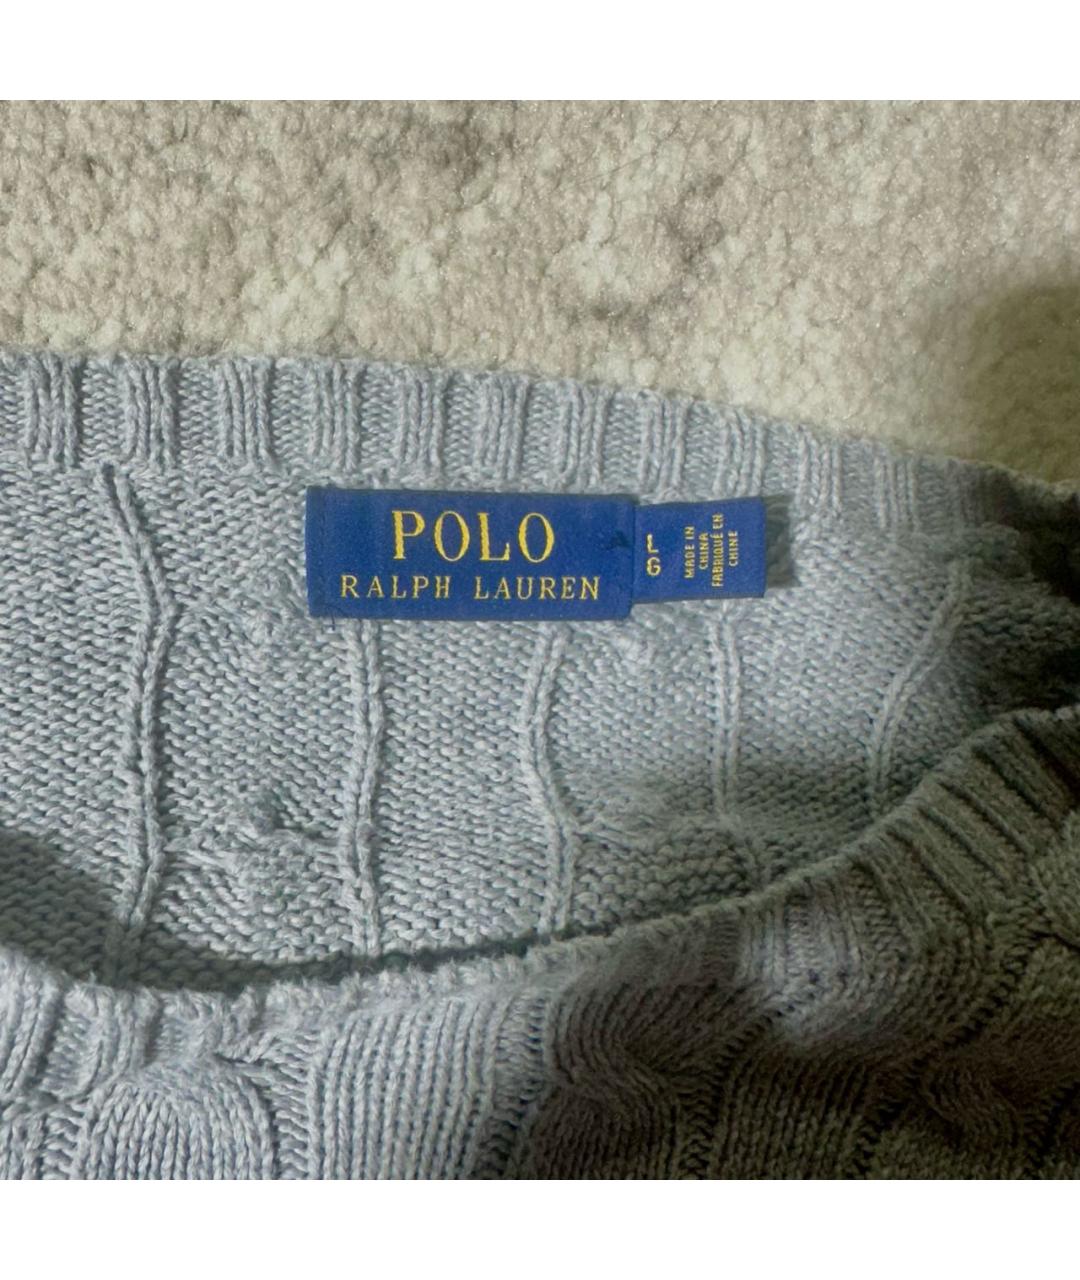 POLO
RALPH LAUREN
L
G
MADE IN
CHINA
FABRIQUÉ EN
CHINE